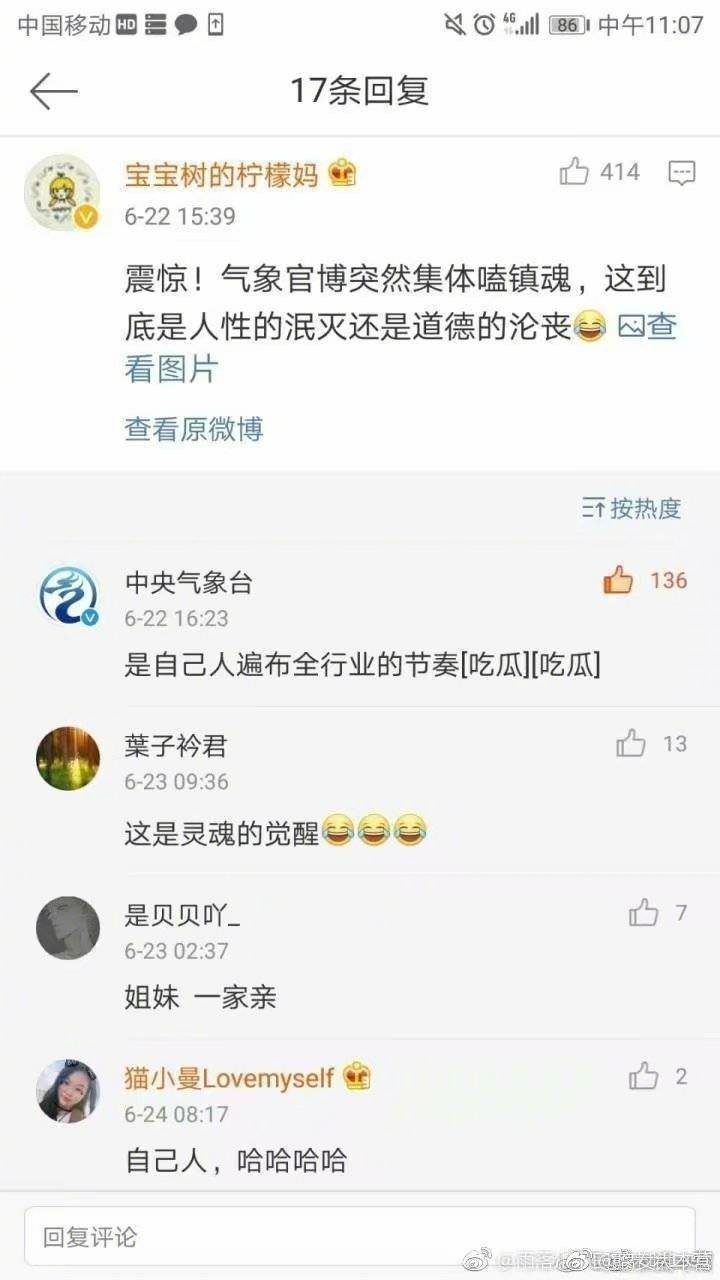 中国移动 HD 4G 86 中午11:07
17条回复
宝宝树的柠檬妈 414
6-22 15:39
震惊！气象官博突然集体嗑镇魂，这到
底是人性的泯灭还是道德的沦丧😂 查
看图片
查看原微博
按热度
中央气象台 136
6-22 16:23
是自己人遍布全行业的节奏[吃瓜][吃瓜]
葉子衿君 13
6-23 09:36
这是灵魂的觉醒😂😂😂
是贝贝吖_ 7
6-23 02:37
姐妹 一家亲
猫小曼Lovemyself 2
6-24 08:17
自己人，哈哈哈哈
回复评论